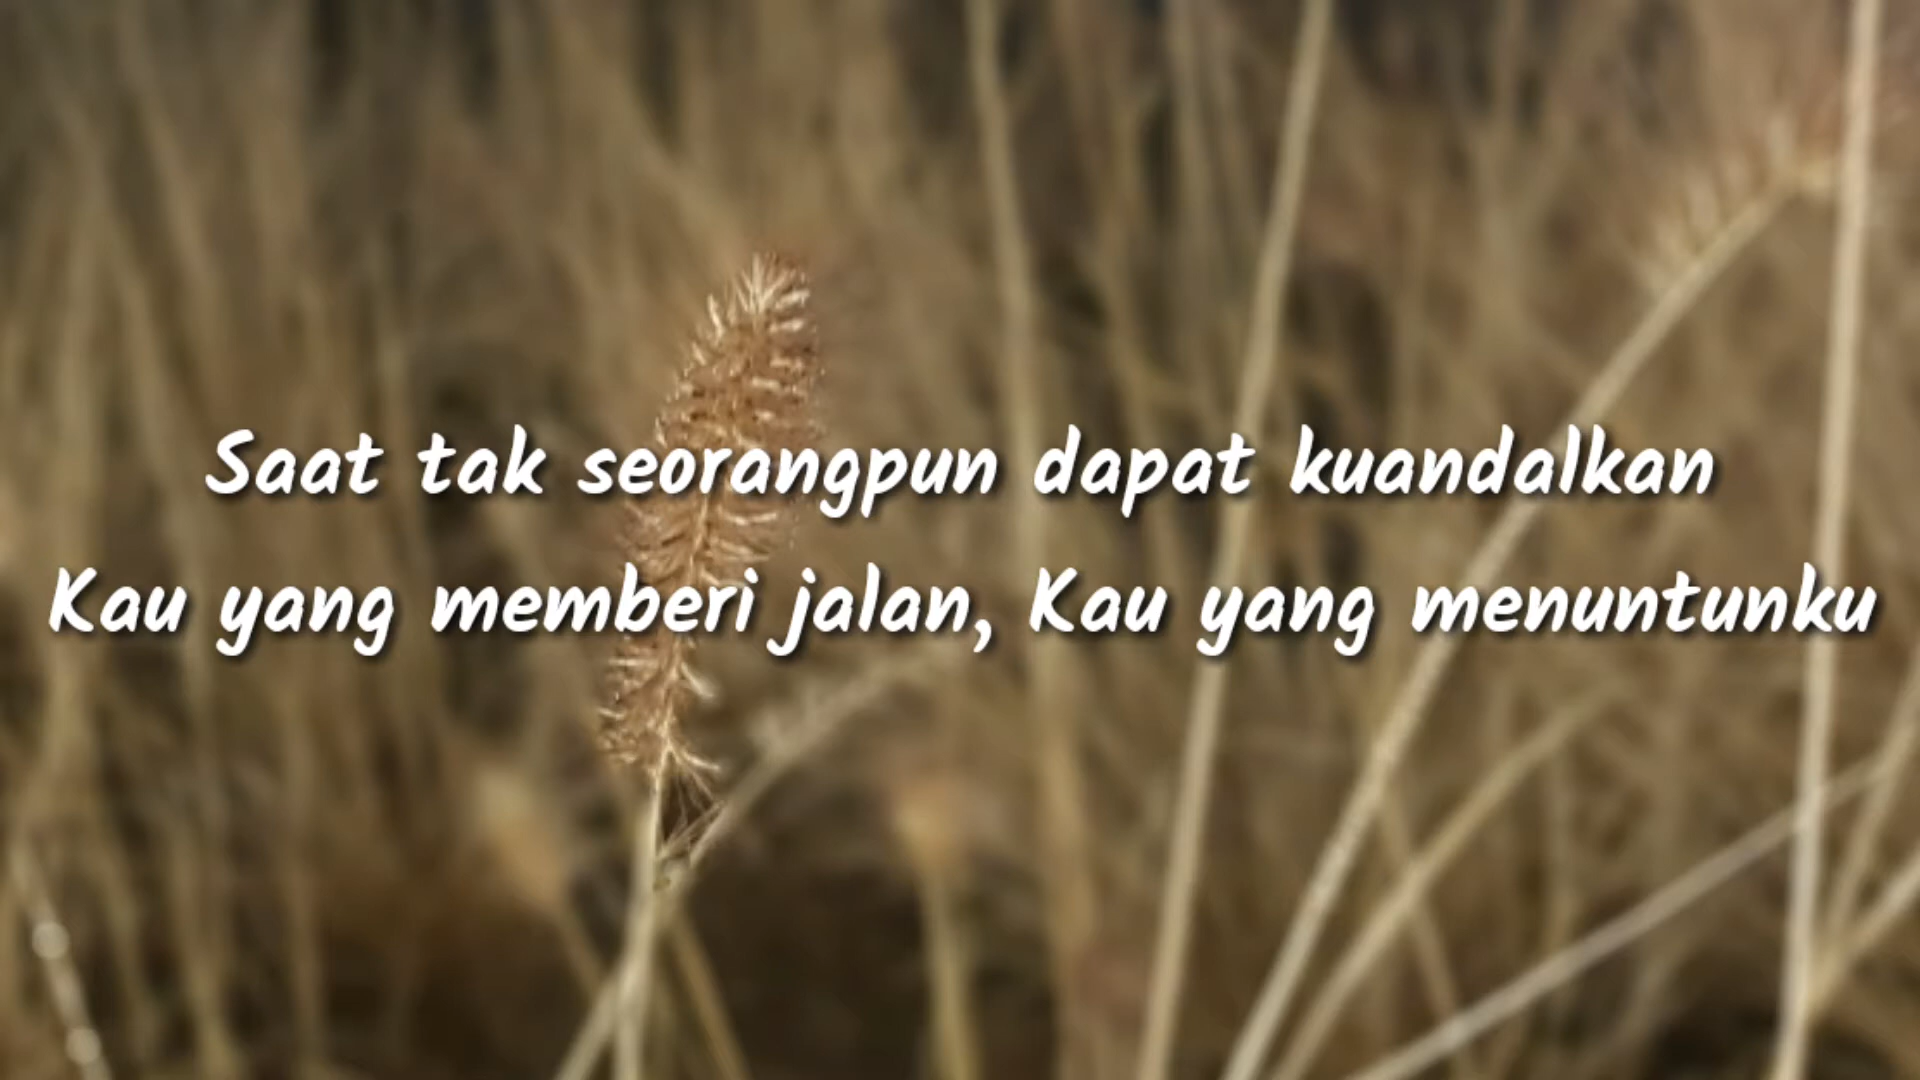 Saat tak seorangpun dapat kuandalkan
Kau yang memberi jalan, Kau yang menuntunku